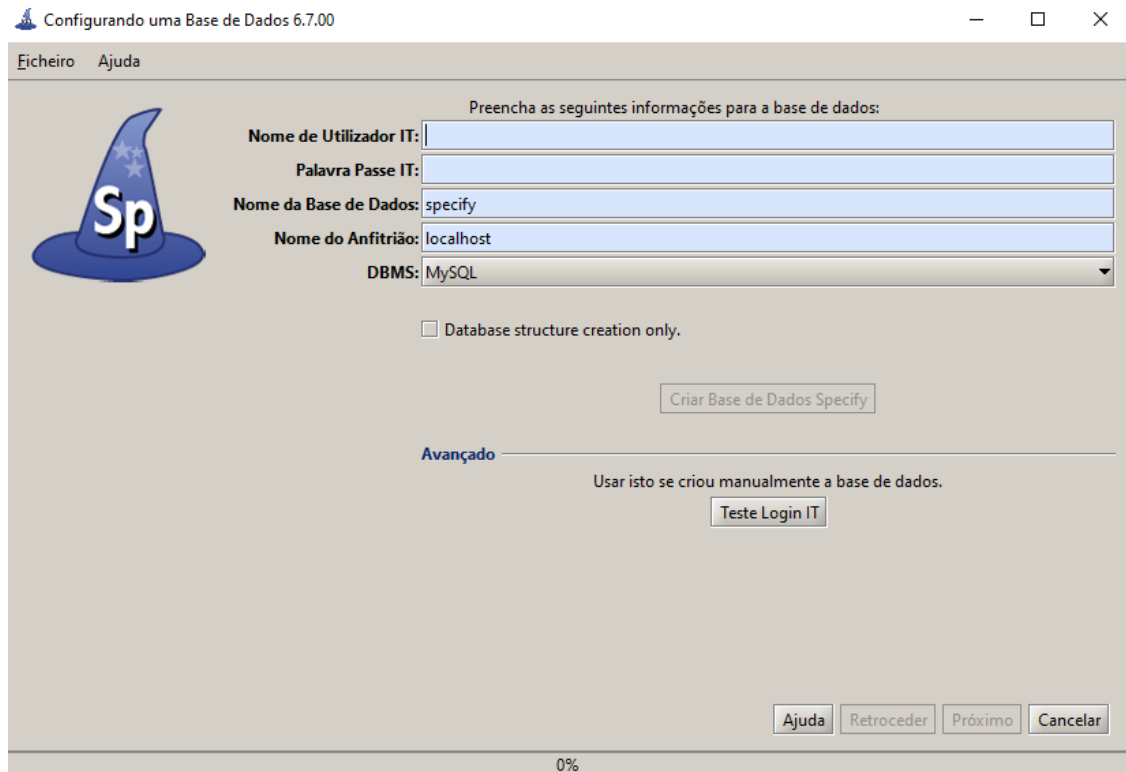 Configurando uma Base de Dados 6.7.00
Ficheiro Ajuda
Sp
Preencha as seguintes informações para a base de dados:
Nome de Utilizador IT:
Palavra Passe IT:
Nome da Base de Dados: specify
Nome do Anfitrião: localhost
DBMS: MySQL
Database structure creation only.
Criar Base de Dados Specify
Avançado
Usar isto se criou manualmente a base de dados.
Teste Login IT
Ajuda Retroceder Próximo Cancelar
0%